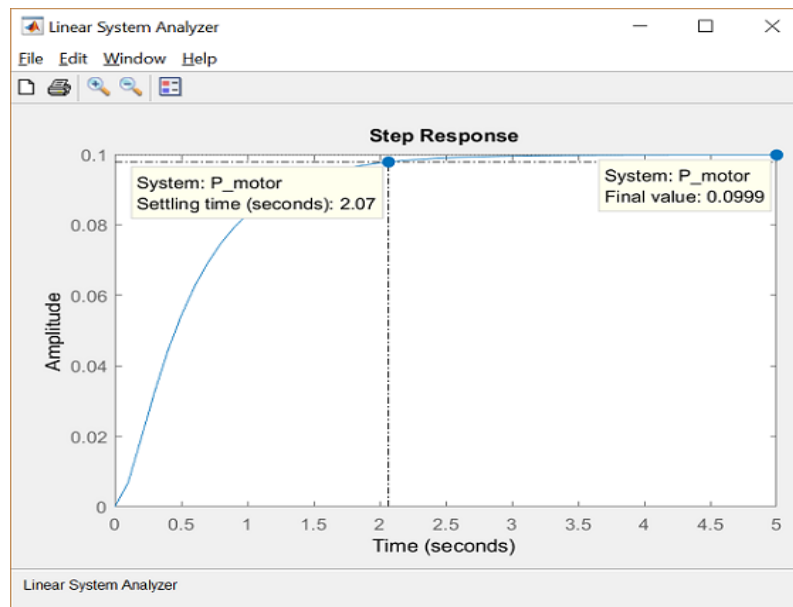 Linear System Analyzer
File Edit Window Help
Step Response
System: P_motor
Settling time (seconds): 2.07
System: P_motor
Final value: 0.0999
Amplitude
0.1
0.08
0.06
0.04
0.02
0
0 0.5 1 1.5 2 2.5 3 3.5 4 4.5 5
Time (seconds)
Linear System Analyzer